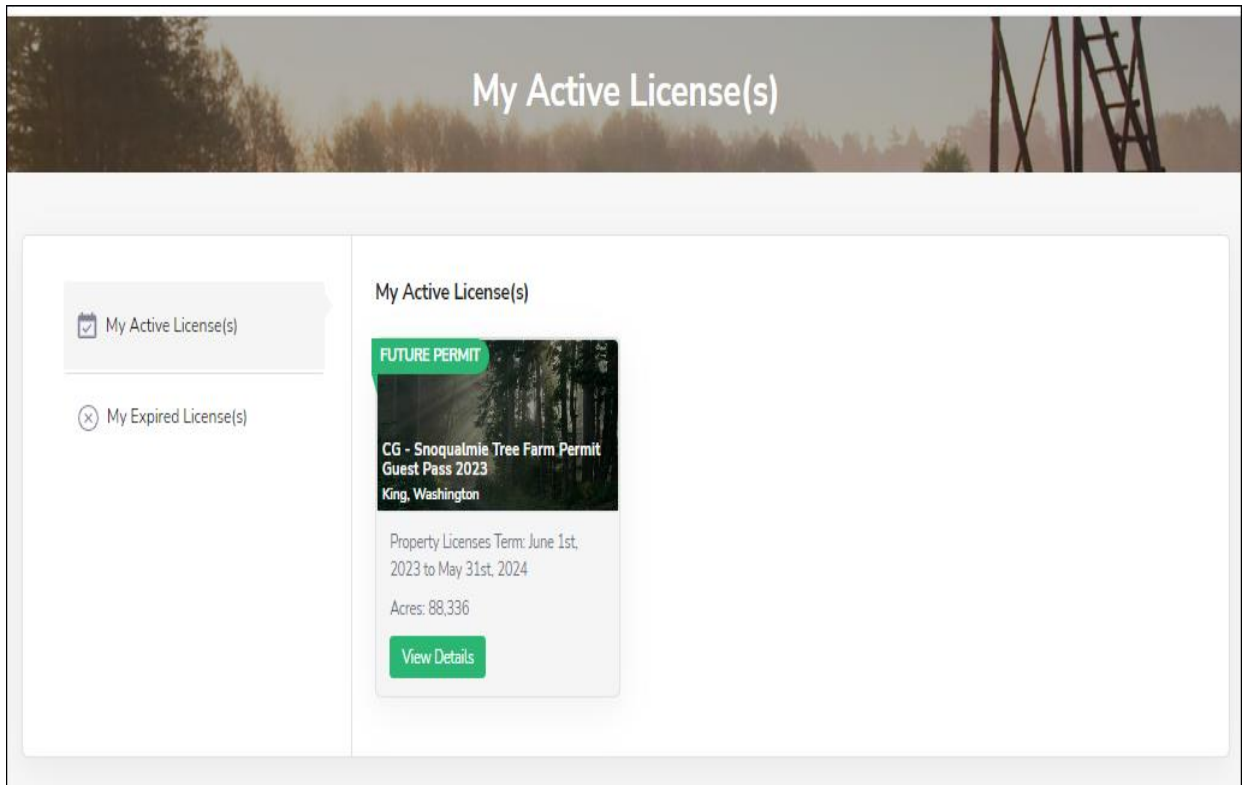 My Active License(s)
My Active License(s)
My Expired License(s)
My Active License(s)
FUTURE PERMIT
CG - Snoqualmie Tree Farm Permit
Guest Pass 2023
King, Washington
Property Licenses Term: June 1st,
2023 to May 31st, 2024
Acres: 88,336
View Details